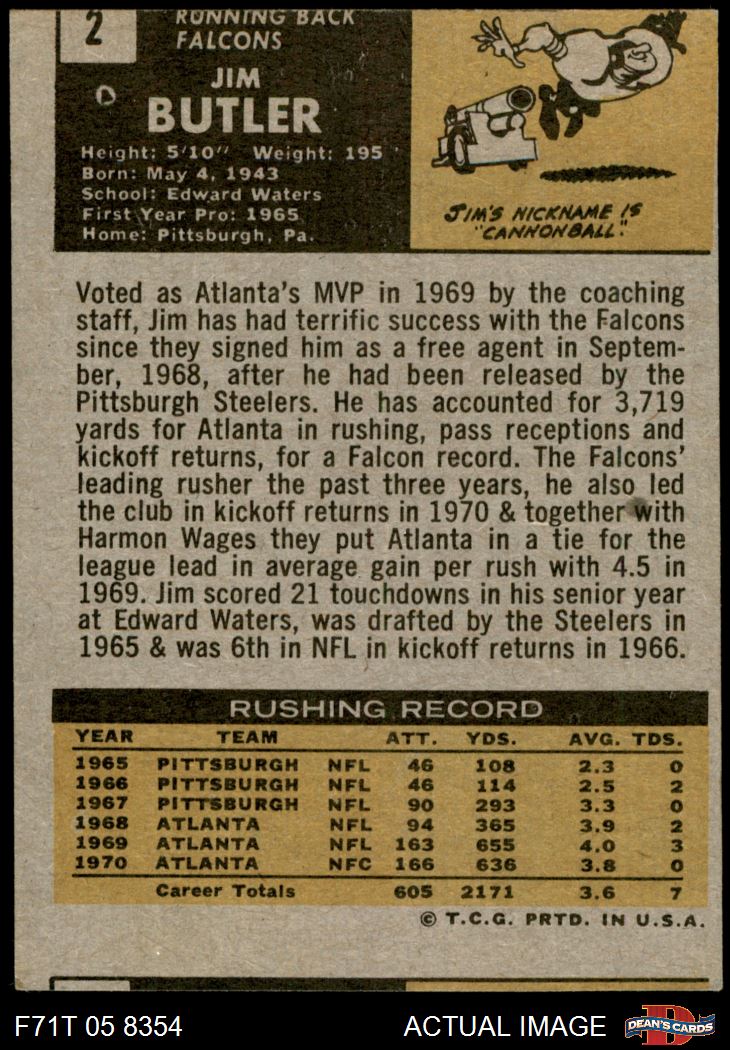 2
RUNNING BACK
FALCONS
JIM
BUTLER
Height: 5'10" Weight: 195
Born: May 4, 1943
School: Edward Waters
First Year Pro: 1965
Home: Pittsburgh, Pa.
JIM'S NICKNAME IS
"CANNONBALL".
Voted as Atlanta's MVP in 1969 by the coaching
staff, Jim has had terrific success with the Falcons
since they signed him as a free agent in Septem-
ber, 1968, after he had been released by the
Pittsburgh Steelers. He has accounted for 3,719
yards for Atlanta in rushing, pass receptions and
kickoff returns, for a Falcon record. The Falcons'
leading rusher the past three years, he also led
the club in kickoff returns in 1970 & together with
Harmon Wages they put Atlanta in a tie for the
league lead in average gain per rush with 4.5 in
1969. Jim scored 21 touchdowns in his senior year
at Edward Waters, was drafted by the Steelers in
1965 & was 6th in NFL in kickoff returns in 1966.
RUSHING RECORD
YEAR TEAM ATT. YDS. AVG. TDS.
1965 PITTSBURGH NFL 46 108 2.3 0
1966 PITTSBURGH NFL 46 114 2.5 2
1967 PITTSBURGH NFL 90 293 3.3 0
1968 ATLANTA NFL 94 365 3.9 2
1969 ATLANTA NFL 163 655 4.0 3
1970 ATLANTA NFC 166 636 3.8 0
Career Totals 605 2171 3.6 7
© T.C.G. PRTD. IN U.S.A.
F71T 05 8354 ACTUAL IMAGE D DEAN'S CARDS